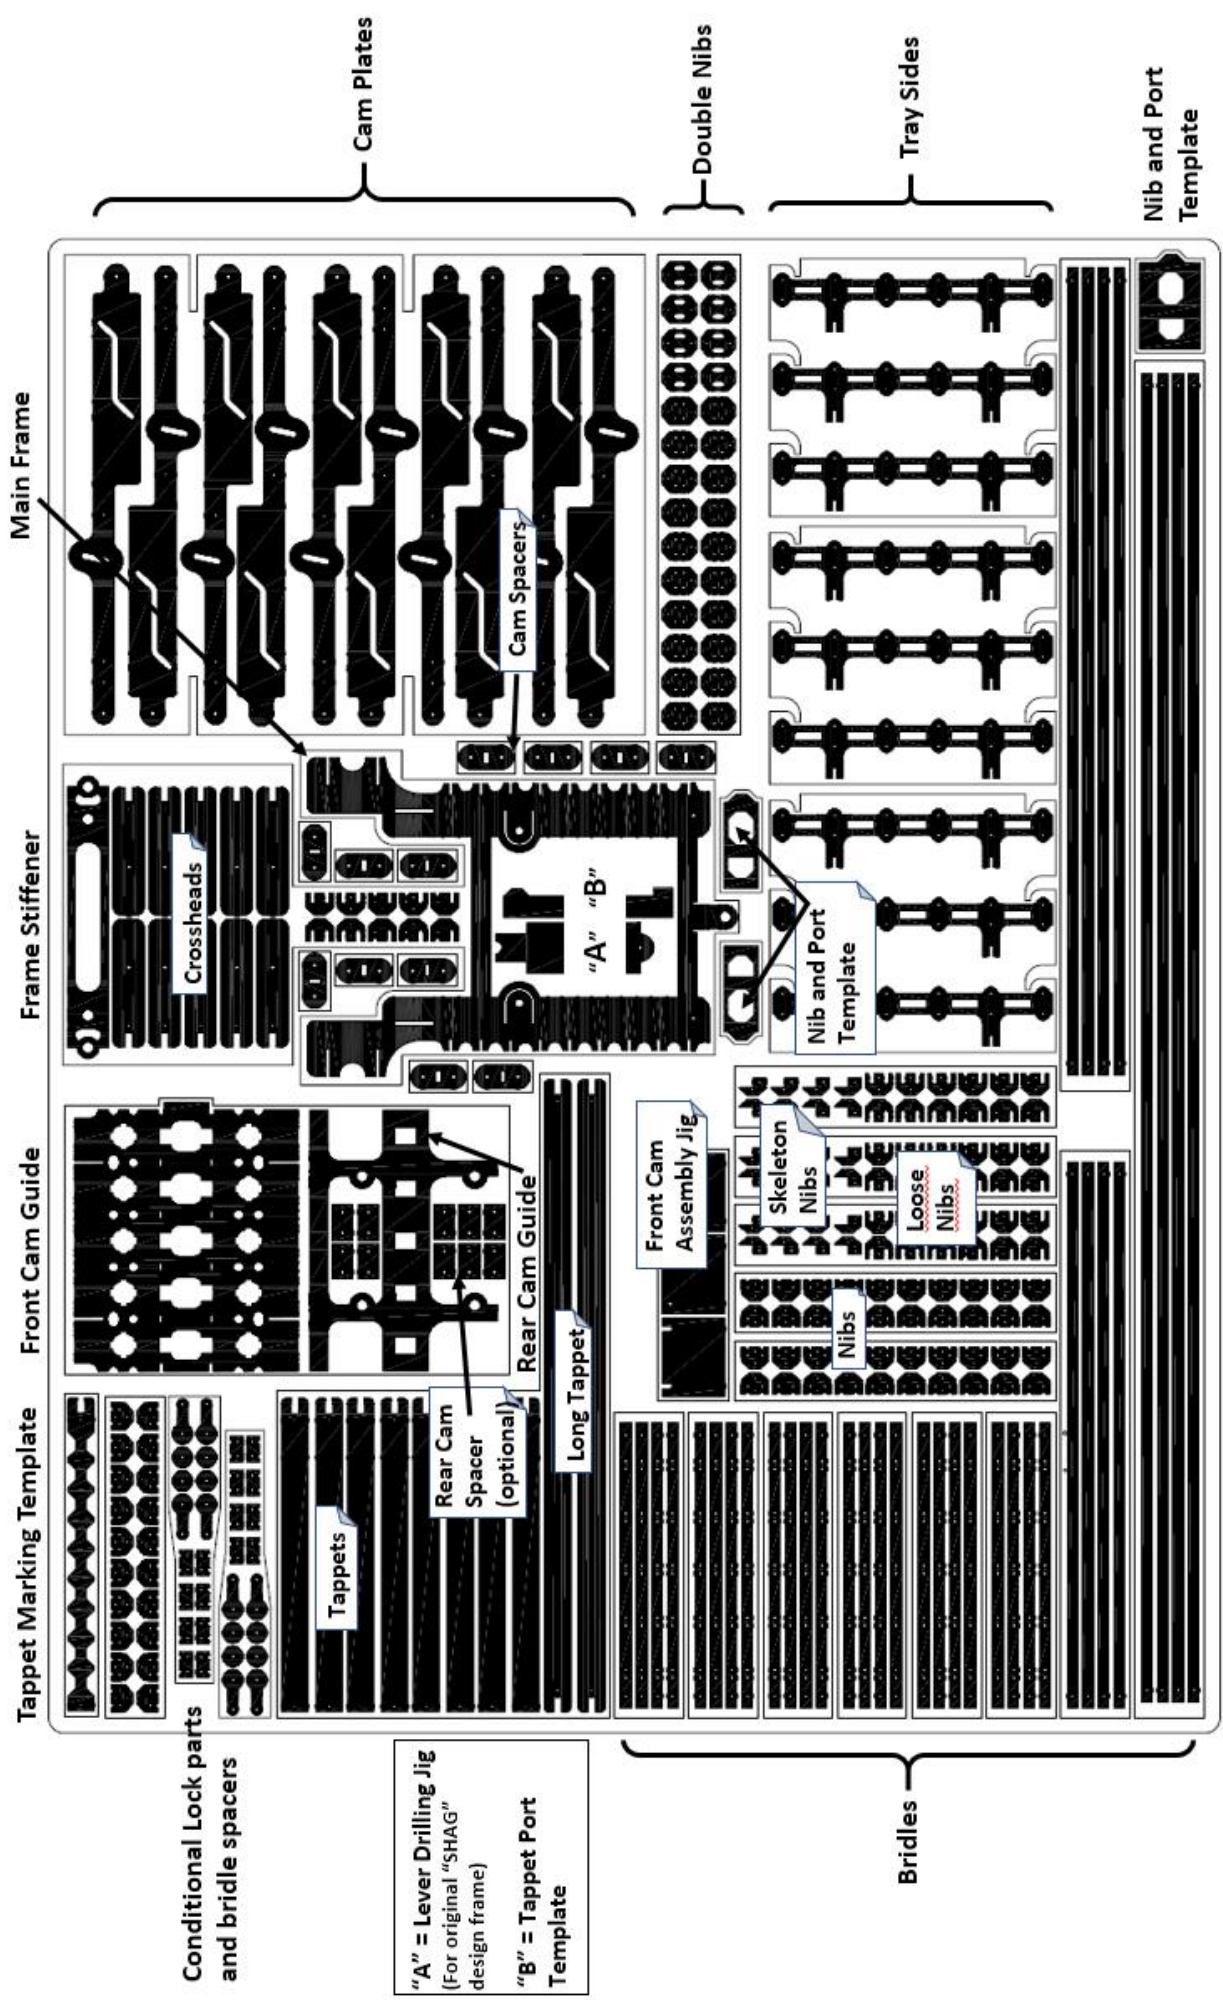 Tappet Marking Template
Front Cam Guide
Frame Stiffener
Main Frame
Cam Plates
Crossheads
Cam Spacers
Conditional Lock parts
and bridle spacers
Tappets
Rear Cam
Spacer
(optional)
Rear Cam Guide
Long Tappet
"A" "B"
"A" = Lever Drilling Jig
(For original "SHAG"
design frame)
"B" = Tappet Port
Template
Front Cam
Assembly Jig
Skeleton
Nibs
Loose
Nibs
Nibs
Nib and Port
Template
Double Nibs
Tray Sides
Bridles
Nib and Port
Template